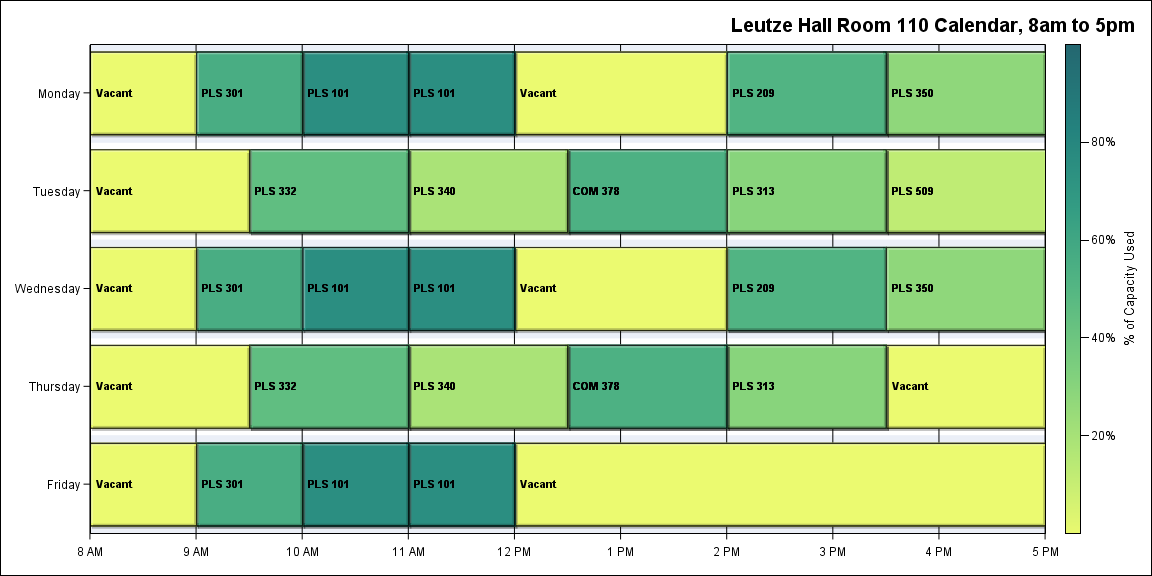 Leutze Hall Room 110 Calendar, 8am to 5pm
Monday
Vacant
PLS 301
PLS 101
PLS 101
Vacant
PLS 209
PLS 350
Tuesday
Vacant
PLS 332
PLS 340
COM 378
PLS 313
PLS 509
Wednesday
Vacant
PLS 301
PLS 101
PLS 101
Vacant
PLS 209
PLS 350
Thursday
Vacant
PLS 332
PLS 340
COM 378
PLS 313
Vacant
Friday
Vacant
PLS 301
PLS 101
PLS 101
Vacant
8 AM
9 AM
10 AM
11 AM
12 PM
1 PM
2 PM
3 PM
4 PM
5 PM
80%
60%
40%
20%
% of Capacity Used